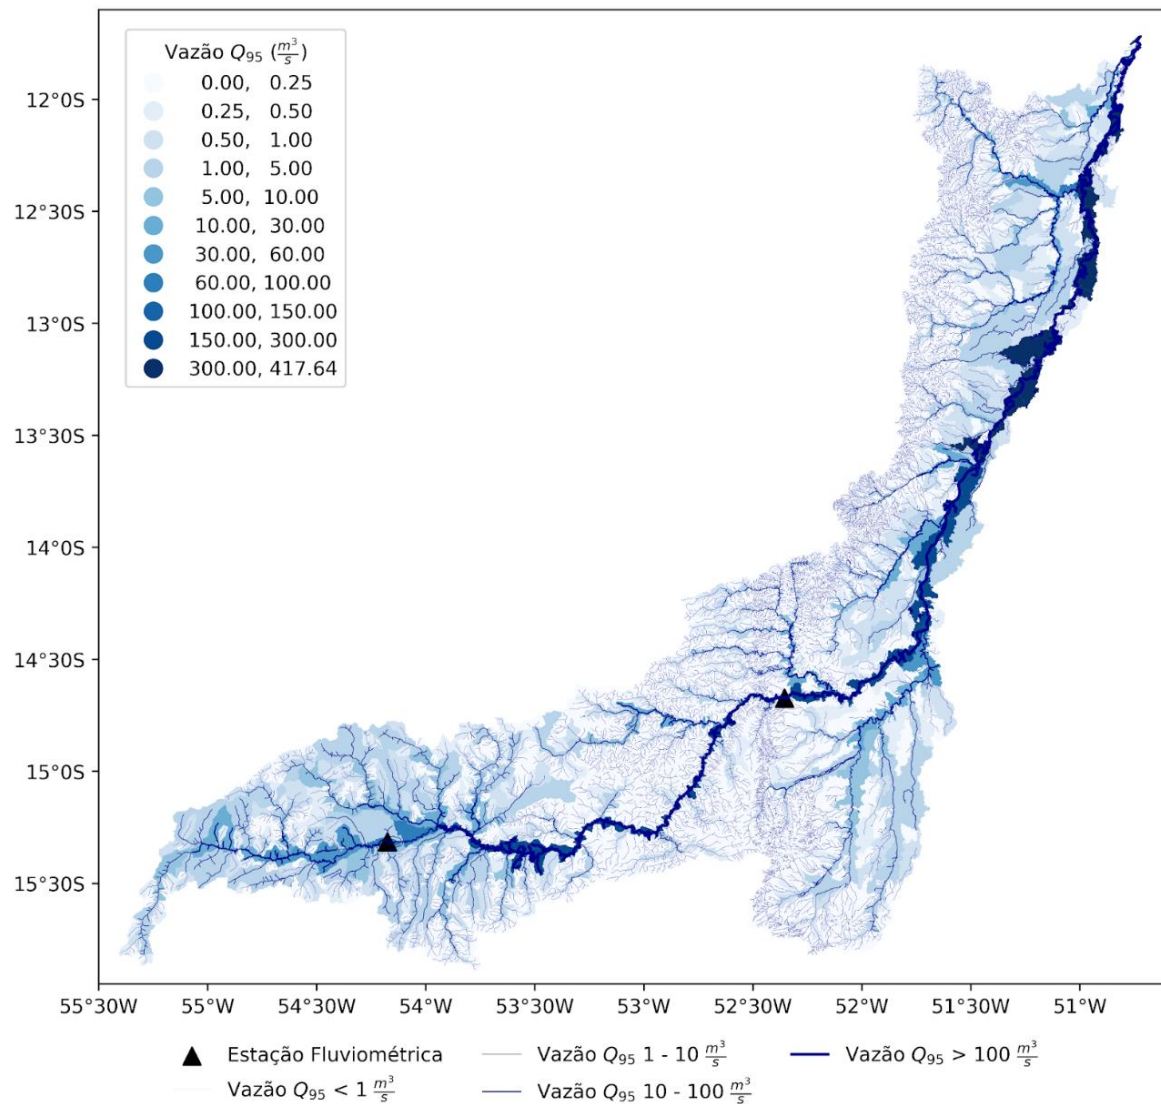 Vazão Q95 (m³/s)
0.00, 0.25
0.25, 0.50
0.50, 1.00
1.00, 5.00
5.00, 10.00
10.00, 30.00
30.00, 60.00
60.00, 100.00
100.00, 150.00
150.00, 300.00
300.00, 417.64
12°0S
12°30S
13°0S
13°30S
14°0S
14°30S
15°0S
15°30S
55°30W 55°0W 54°30W 54°0W 53°30W 53°0W 52°30W 52°0W 51°30W 51°0W
Estação Fluviométrica Vazão Q95 1 - 10 m³/s Vazão Q95 > 100 m³/s
Vazão Q95 < 1 m³/s Vazão Q95 10 - 100 m³/s